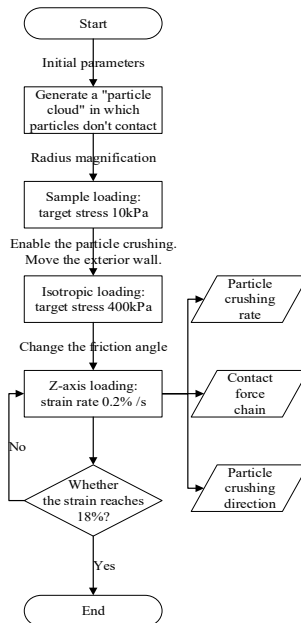 Start
Initial parameters
Generate a "particle
cloud" in which
particles don't contact
Radius magnification
Sample loading:
target stress 10kPa
Enable the particle crushing.
Move the exterior wall.
Isotropic loading:
target stress 400kPa
Change the friction angle
Z-axis loading:
strain rate 0.2% /s
Particle
crushing
rate
Contact
force
chain
Particle
crushing
direction
No
Whether
the strain reaches
18%?
Yes
End